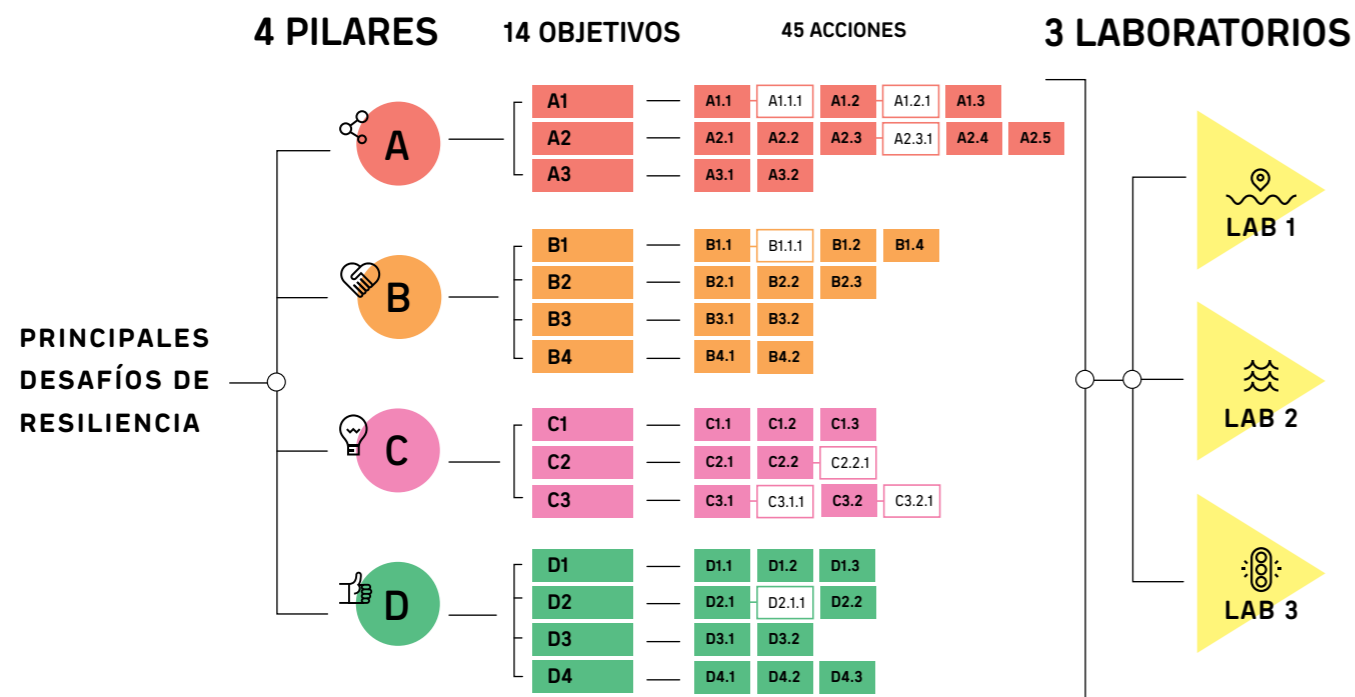 4 PILARES 14 OBJETIVOS 45 ACCIONES 3 LABORATORIOS
PRINCIPALES
DESAFÍOS DE
RESILIENCIA
A
A1 A1.1 A1.1.1 A1.2 A1.2.1 A1.3
A2 A2.1 A2.2 A2.3 A2.3.1 A2.4 A2.5
A3 A3.1 A3.2
B
B1 B1.1 B1.1.1 B1.2 B1.4
B2 B2.1 B2.2 B2.3
B3 B3.1 B3.2
B4 B4.1 B4.2
C
C1 C1.1 C1.2 C1.3
C2 C2.1 C2.2 C2.2.1
C3 C3.1 C3.1.1 C3.2 C3.2.1
D
D1 D1.1 D1.2 D1.3
D2 D2.1 D2.1.1 D2.2
D3 D3.1 D3.2
D4 D4.1 D4.2 D4.3
LAB 1
LAB 2
LAB 3